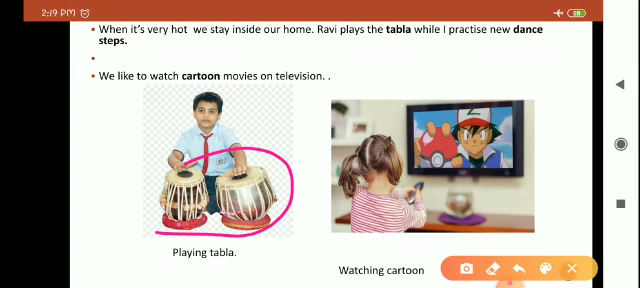 2:19 PM
58
When it's very hot we stay inside our home. Ravi plays the tabla while I practise new dance
steps.
We like to watch cartoon movies on television. .
Playing tabla.
Watching cartoon